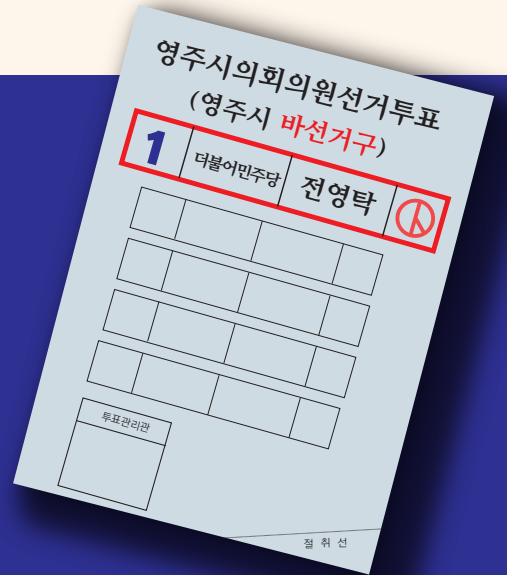 영주시의회의원선거투표
(영주시 바선거구)
1 더불어민주당 전영탁
투표관리관
절 취 선